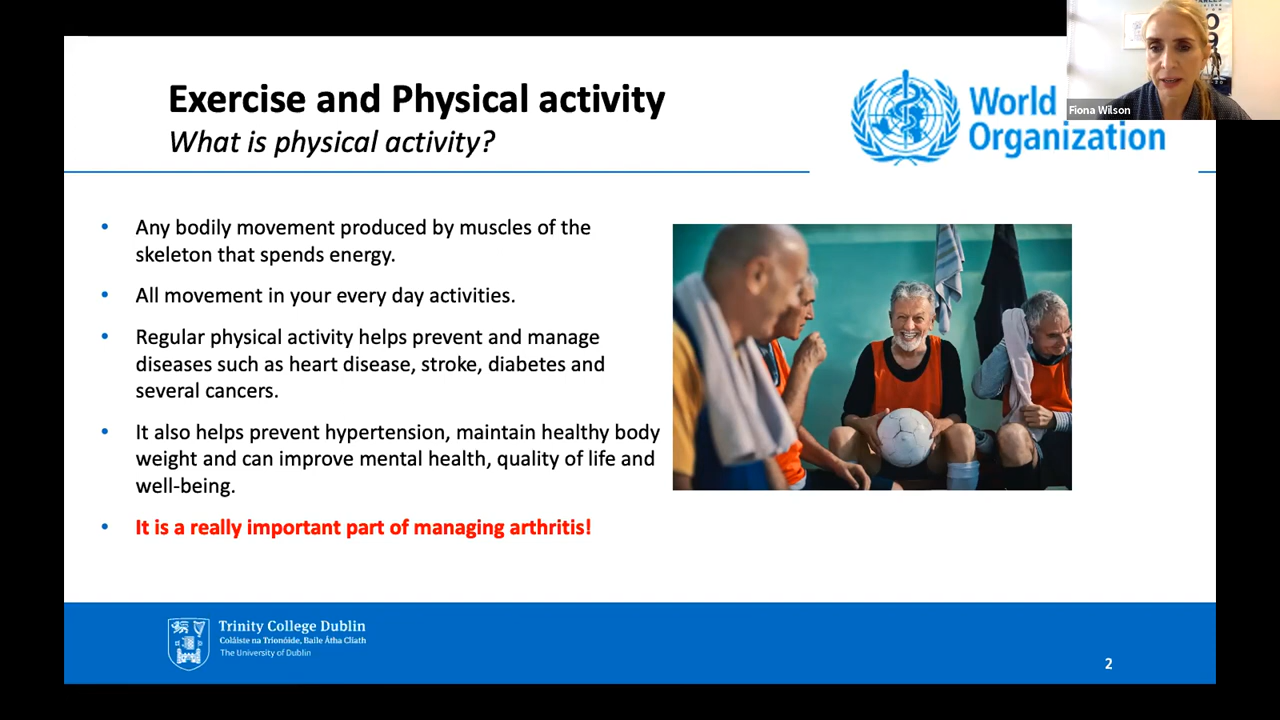 Exercise and Physical activity
What is physical activity?
World
Organization
Fiona Wilson
• Any bodily movement produced by muscles of the
skeleton that spends energy.
• All movement in your every day activities.
• Regular physical activity helps prevent and manage
diseases such as heart disease, stroke, diabetes and
several cancers.
• It also helps prevent hypertension, maintain healthy body
weight and can improve mental health, quality of life and
well-being.
• It is a really important part of managing arthritis!
Trinity College Dublin
Coláiste na Tríonóide, Baile Átha Cliath
The University of Dublin
2